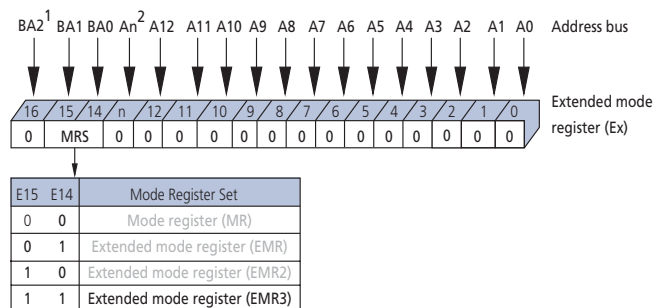 BA2¹ BA1 BA0 An² A12 A11 A10 A9 A8 A7 A6 A5 A4 A3 A2 A1 A0 Address bus
16 15 14 n 12 11 10 9 8 7 6 5 4 3 2 1 0
Extended mode
register (Ex)
0 MRS 0 0 0 0 0 0 0 0 0 0 0 0 0 0 0
E15 E14 Mode Register Set
0 0 Mode register (MR)
0 1 Extended mode register (EMR)
1 0 Extended mode register (EMR2)
1 1 Extended mode register (EMR3)